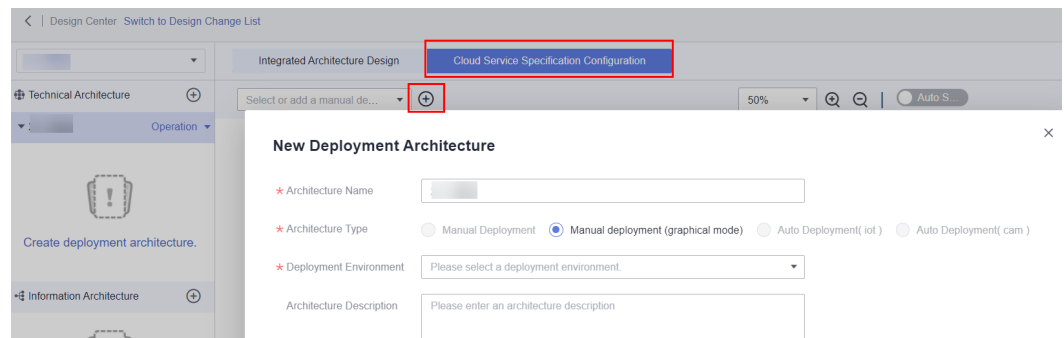 Design Center Switch to Design Change List
Integrated Architecture Design
Cloud Service Specification Configuration
Technical Architecture
Select or add a manual de...
50%
Auto S...
Operation
New Deployment Architecture
* Architecture Name
* Architecture Type
Manual Deployment
Manual deployment (graphical mode)
Auto Deployment( iot )
Auto Deployment( cam )
Create deployment architecture.
* Deployment Environment
Please select a deployment environment.
Information Architecture
Architecture Description
Please enter an architecture description